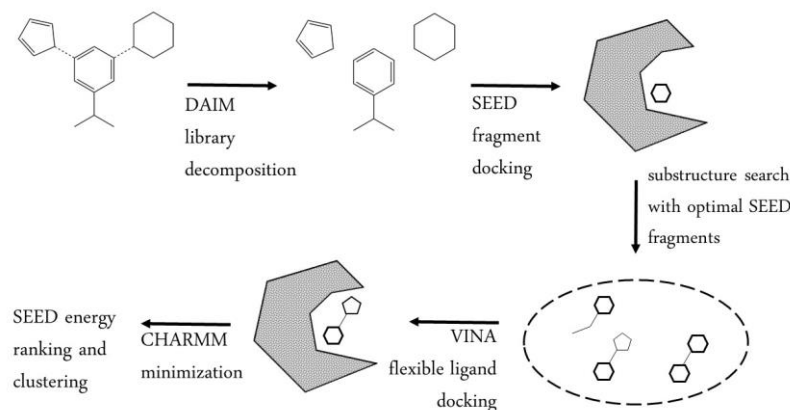 DAIM
library
decomposition
SEED
fragment
docking
substructure search
with optimal SEED
fragments
VINA
flexible ligand
docking
CHARMM
minimization
SEED energy
ranking and
clustering